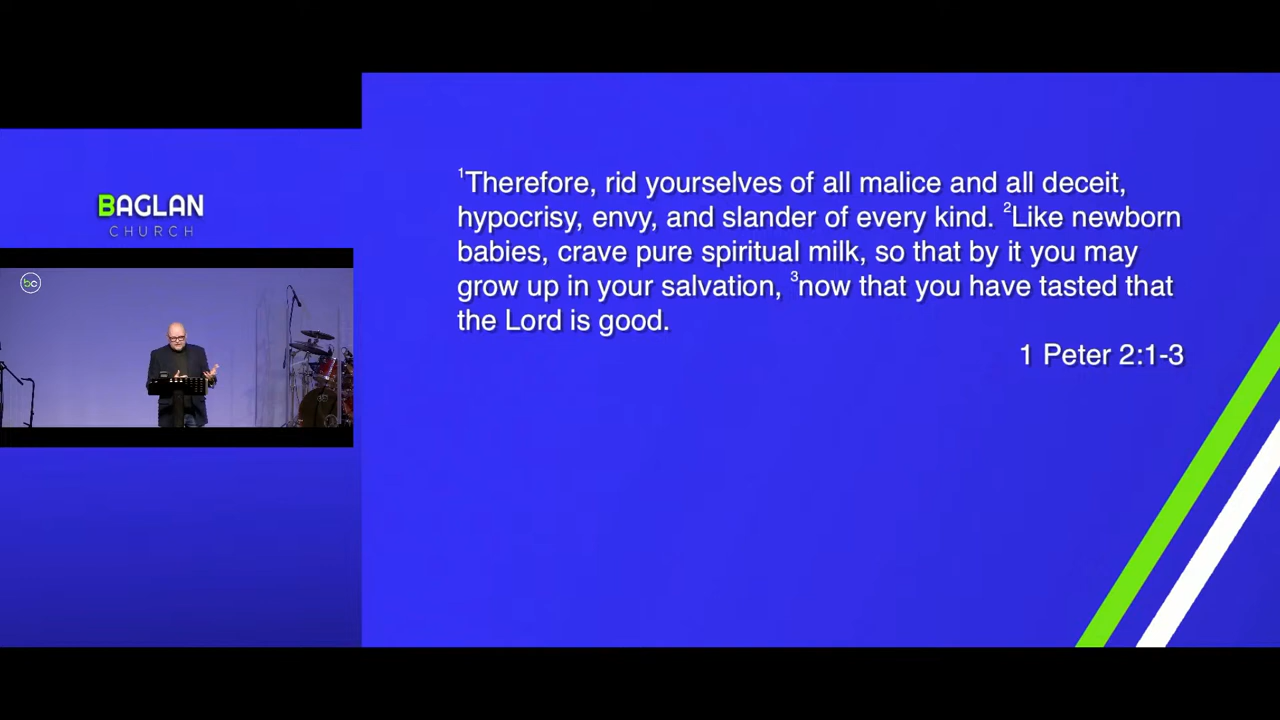 BAGLAN
CHURCH
bc
¹Therefore, rid yourselves of all malice and all deceit,
hypocrisy, envy, and slander of every kind. ²Like newborn
babies, crave pure spiritual milk, so that by it you may
grow up in your salvation, ³now that you have tasted that
the Lord is good.
1 Peter 2:1-3